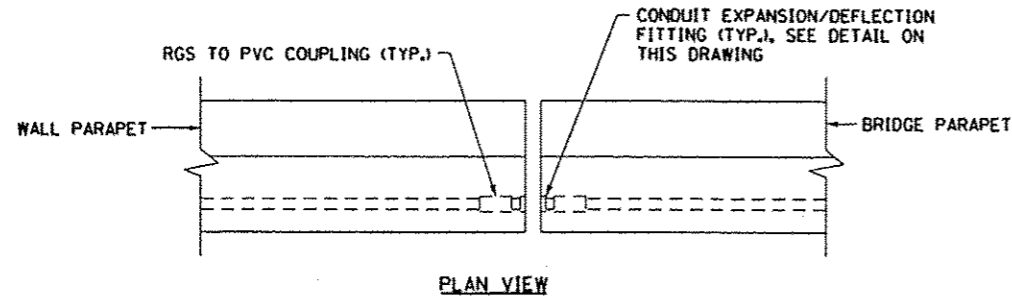 CONDUIT EXPANSION/DEFLECTION
FITTING (TYP.), SEE DETAIL ON
THIS DRAWING
RGS TO PVC COUPLING (TYP.)
WALL PARAPET
BRIDGE PARAPET
PLAN VIEW